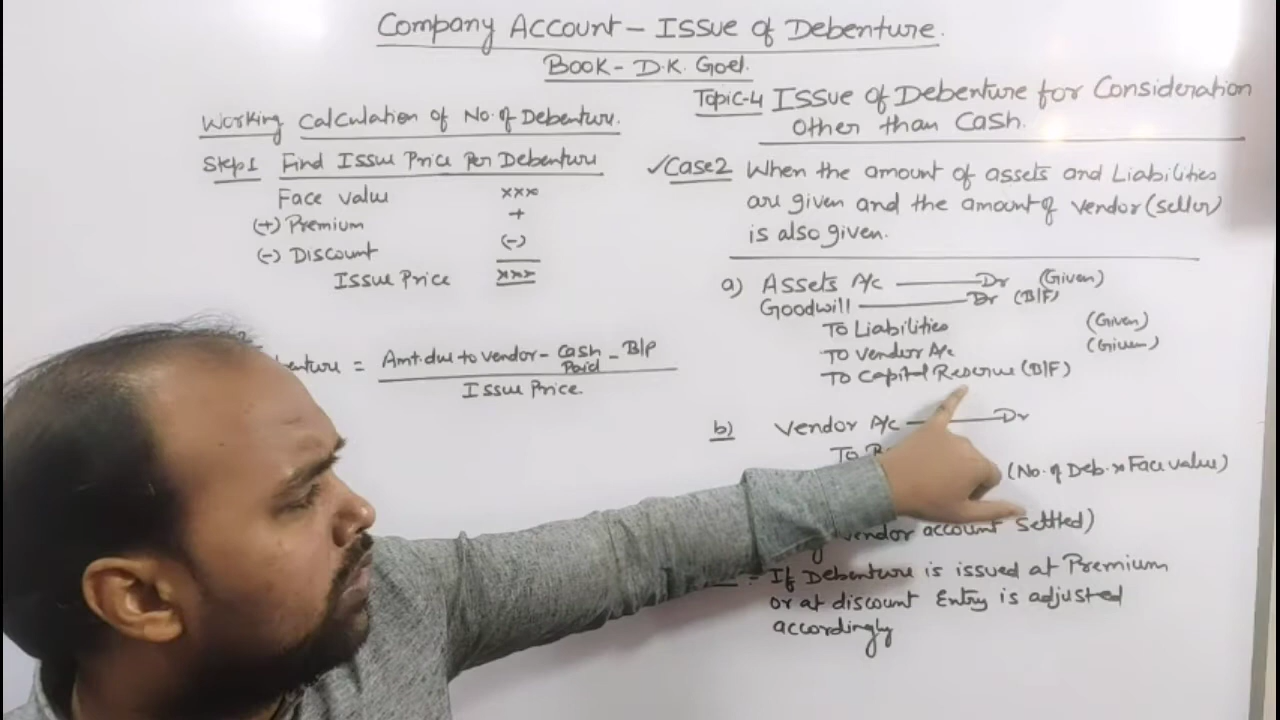 Company Account - Issue of Debenture.
Book - D.K. Goel.
Topic-4 Issue of Debenture for Consideration
Other than Cash.
Working Calculation of No. of Debenture.
Step1 Find Issue Price Per Debenture
Face value xxx
(+) Premium +
(-) Discount (-)
Issue Price xxx
= Amt. due to vendor - Cash Paid - B/P
Issue Price.
✓Case2 When the amount of assets and Liabilities
are given and the amount of vendor (seller)
is also given.
a) Assets A/c Dr (Given)
Goodwill Dr (B/F)
To Liabilities (Given)
To vendor A/c (Given)
To Capital Reserve (B/F)
b) Vendor A/c Dr
To
(No. of Deb. x Face value)
vendor account Settled)
If Debenture is issued at Premium
or at discount Entry is adjusted
accordingly